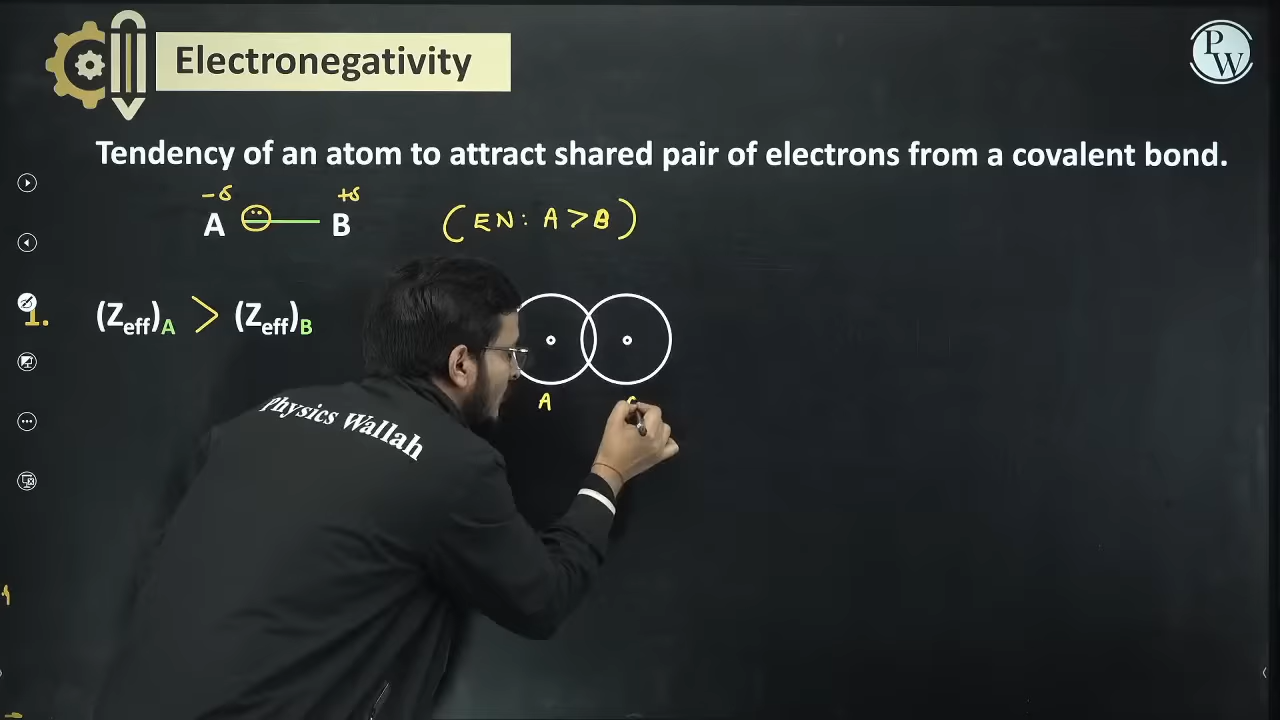 Electronegativity
PW
Tendency of an atom to attract shared pair of electrons from a covalent bond.
-δ +δ
A B (EN: A > B)
1. (Zeff)A > (Zeff)B
A
Physics Wallah